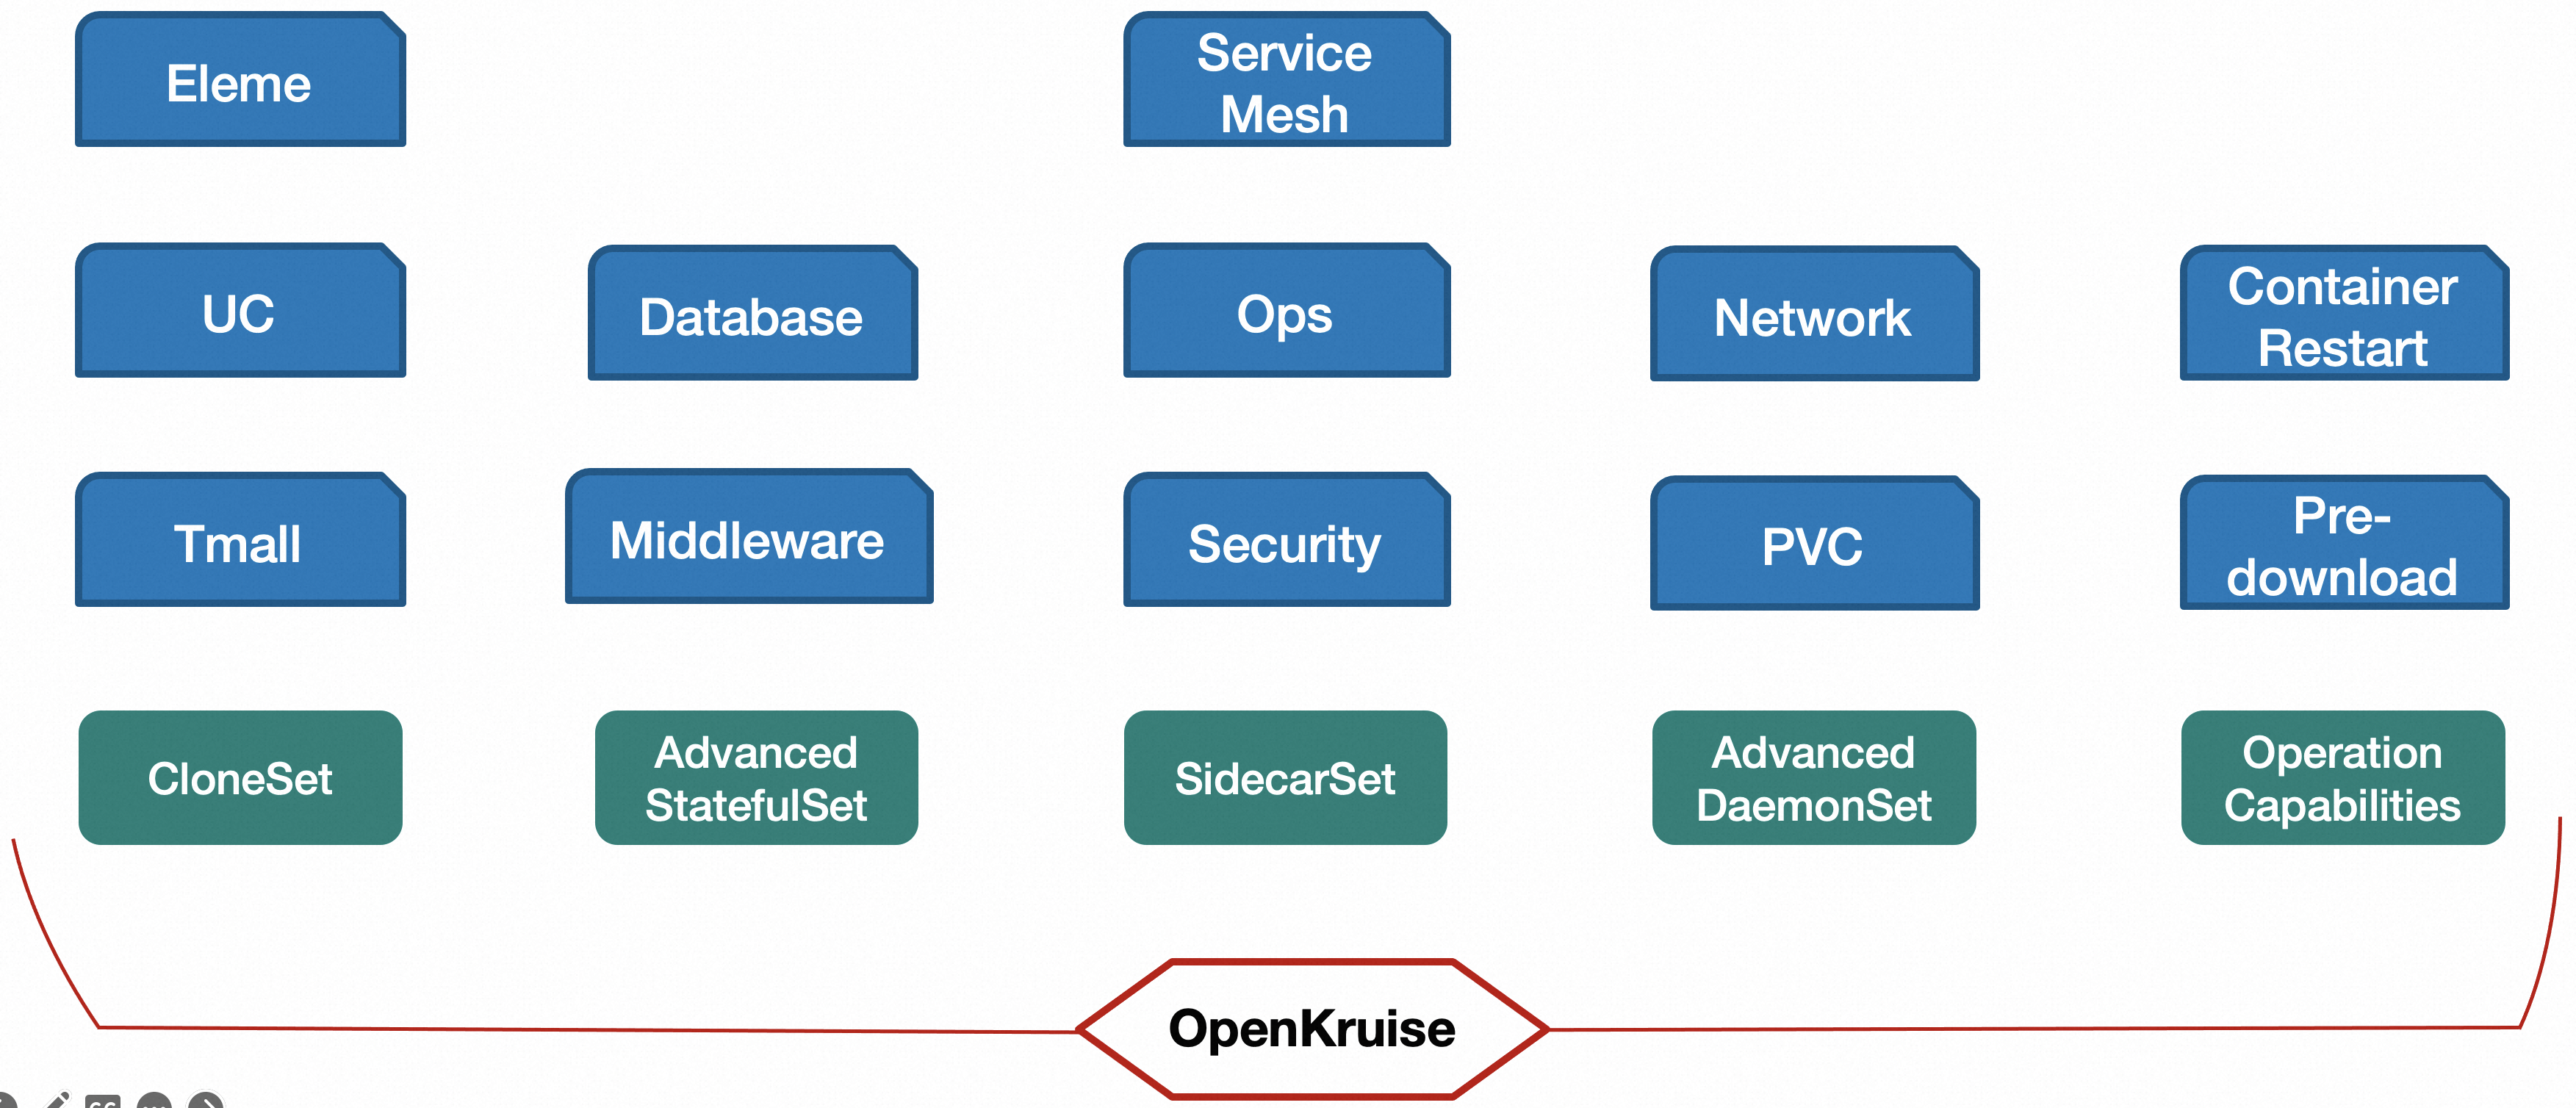 Eleme
Service
Mesh
UC
Database
Ops
Network
Container
Restart
Tmall
Middleware
Security
PVC
Pre-
download
CloneSet
Advanced
StatefulSet
SidecarSet
Advanced
DaemonSet
Operation
Capabilities
OpenKruise